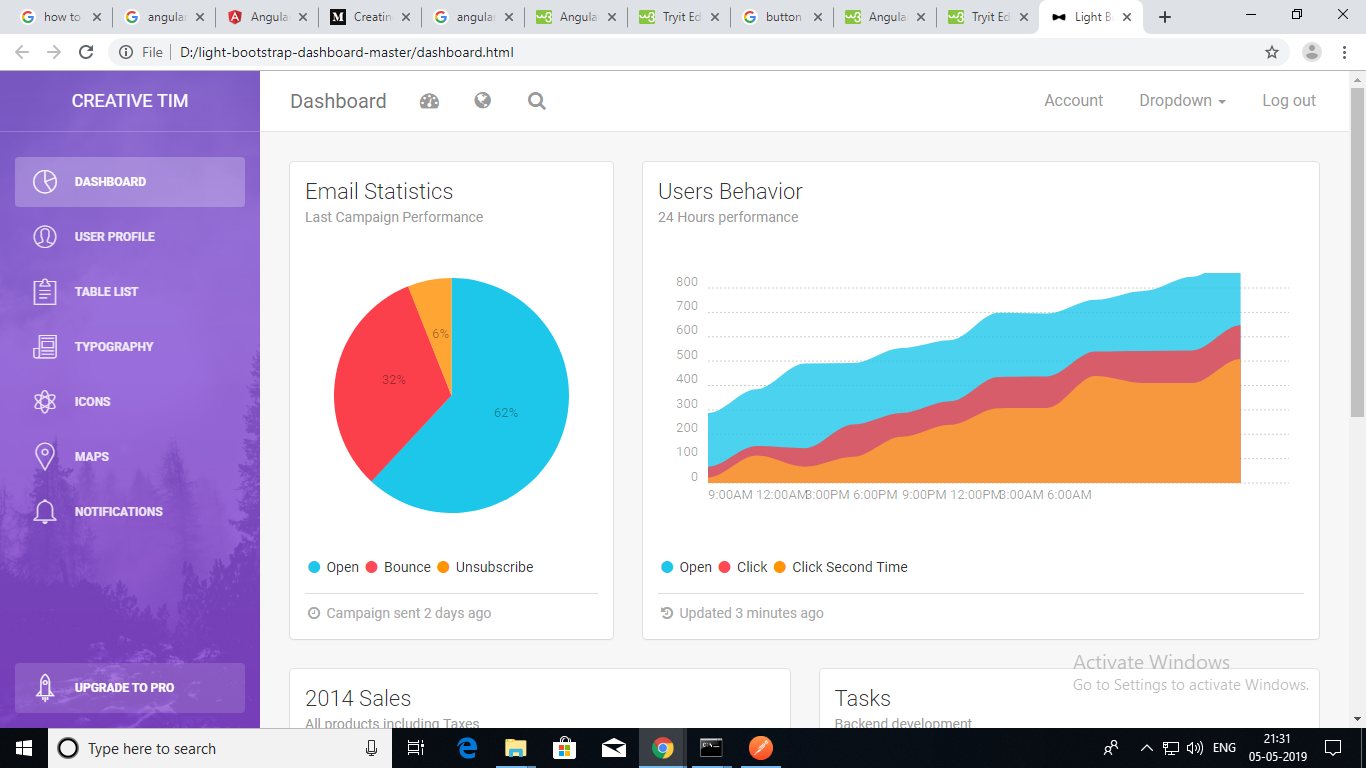 how to
angular
Angular
Creatin
angular
Angular
Tryit Ed
button
Angular
Tryit Ed
Light B
File D:/light-bootstrap-dashboard-master/dashboard.html
CREATIVE TIM
DASHBOARD
USER PROFILE
TABLE LIST
TYPOGRAPHY
ICONS
MAPS
NOTIFICATIONS
UPGRADE TO PRO
Dashboard
Account Dropdown Log out
Email Statistics
Last Campaign Performance
6%
32%
62%
Open Bounce Unsubscribe
Campaign sent 2 days ago
Users Behavior
24 Hours performance
800
700
600
500
400
300
200
100
0
9:00AM 12:00AM 3:00PM 6:00PM 9:00PM 12:00PM 3:00AM 6:00AM
Open Click Click Second Time
Updated 3 minutes ago
2014 Sales
All products including Taxes
Tasks
Backend development
Activate Windows
Go to Settings to activate Windows.
Type here to search
ENG
21:31
05-05-2019